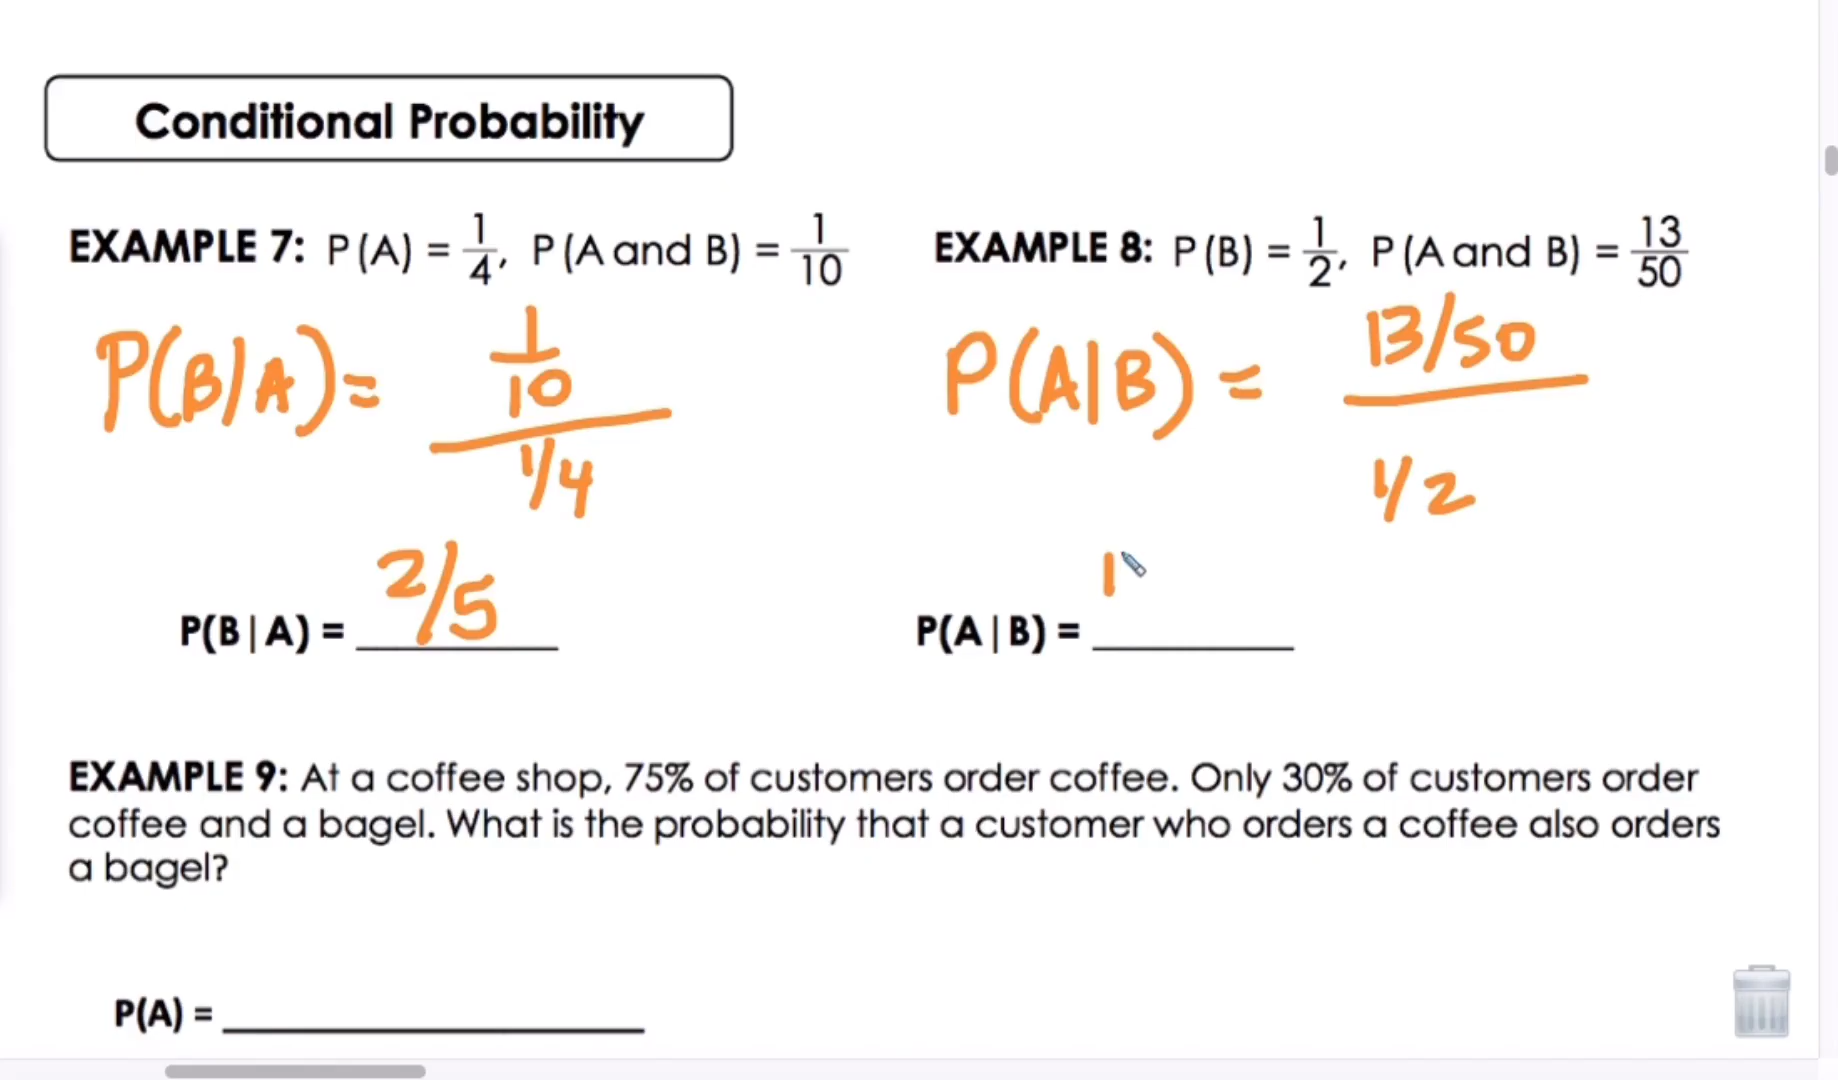 Conditional Probability
EXAMPLE 7: P(A) = 1/4, P(A and B) = 1/10
EXAMPLE 8: P(B) = 1/2, P(A and B) = 13/50
P(B|A) = 1/10 / 1/4
P(A|B) = 13/50 / 1/2
P(B|A) = 2/5
P(A|B) = 1
EXAMPLE 9: At a coffee shop, 75% of customers order coffee. Only 30% of customers order
coffee and a bagel. What is the probability that a customer who orders a coffee also orders
a bagel?
P(A) =